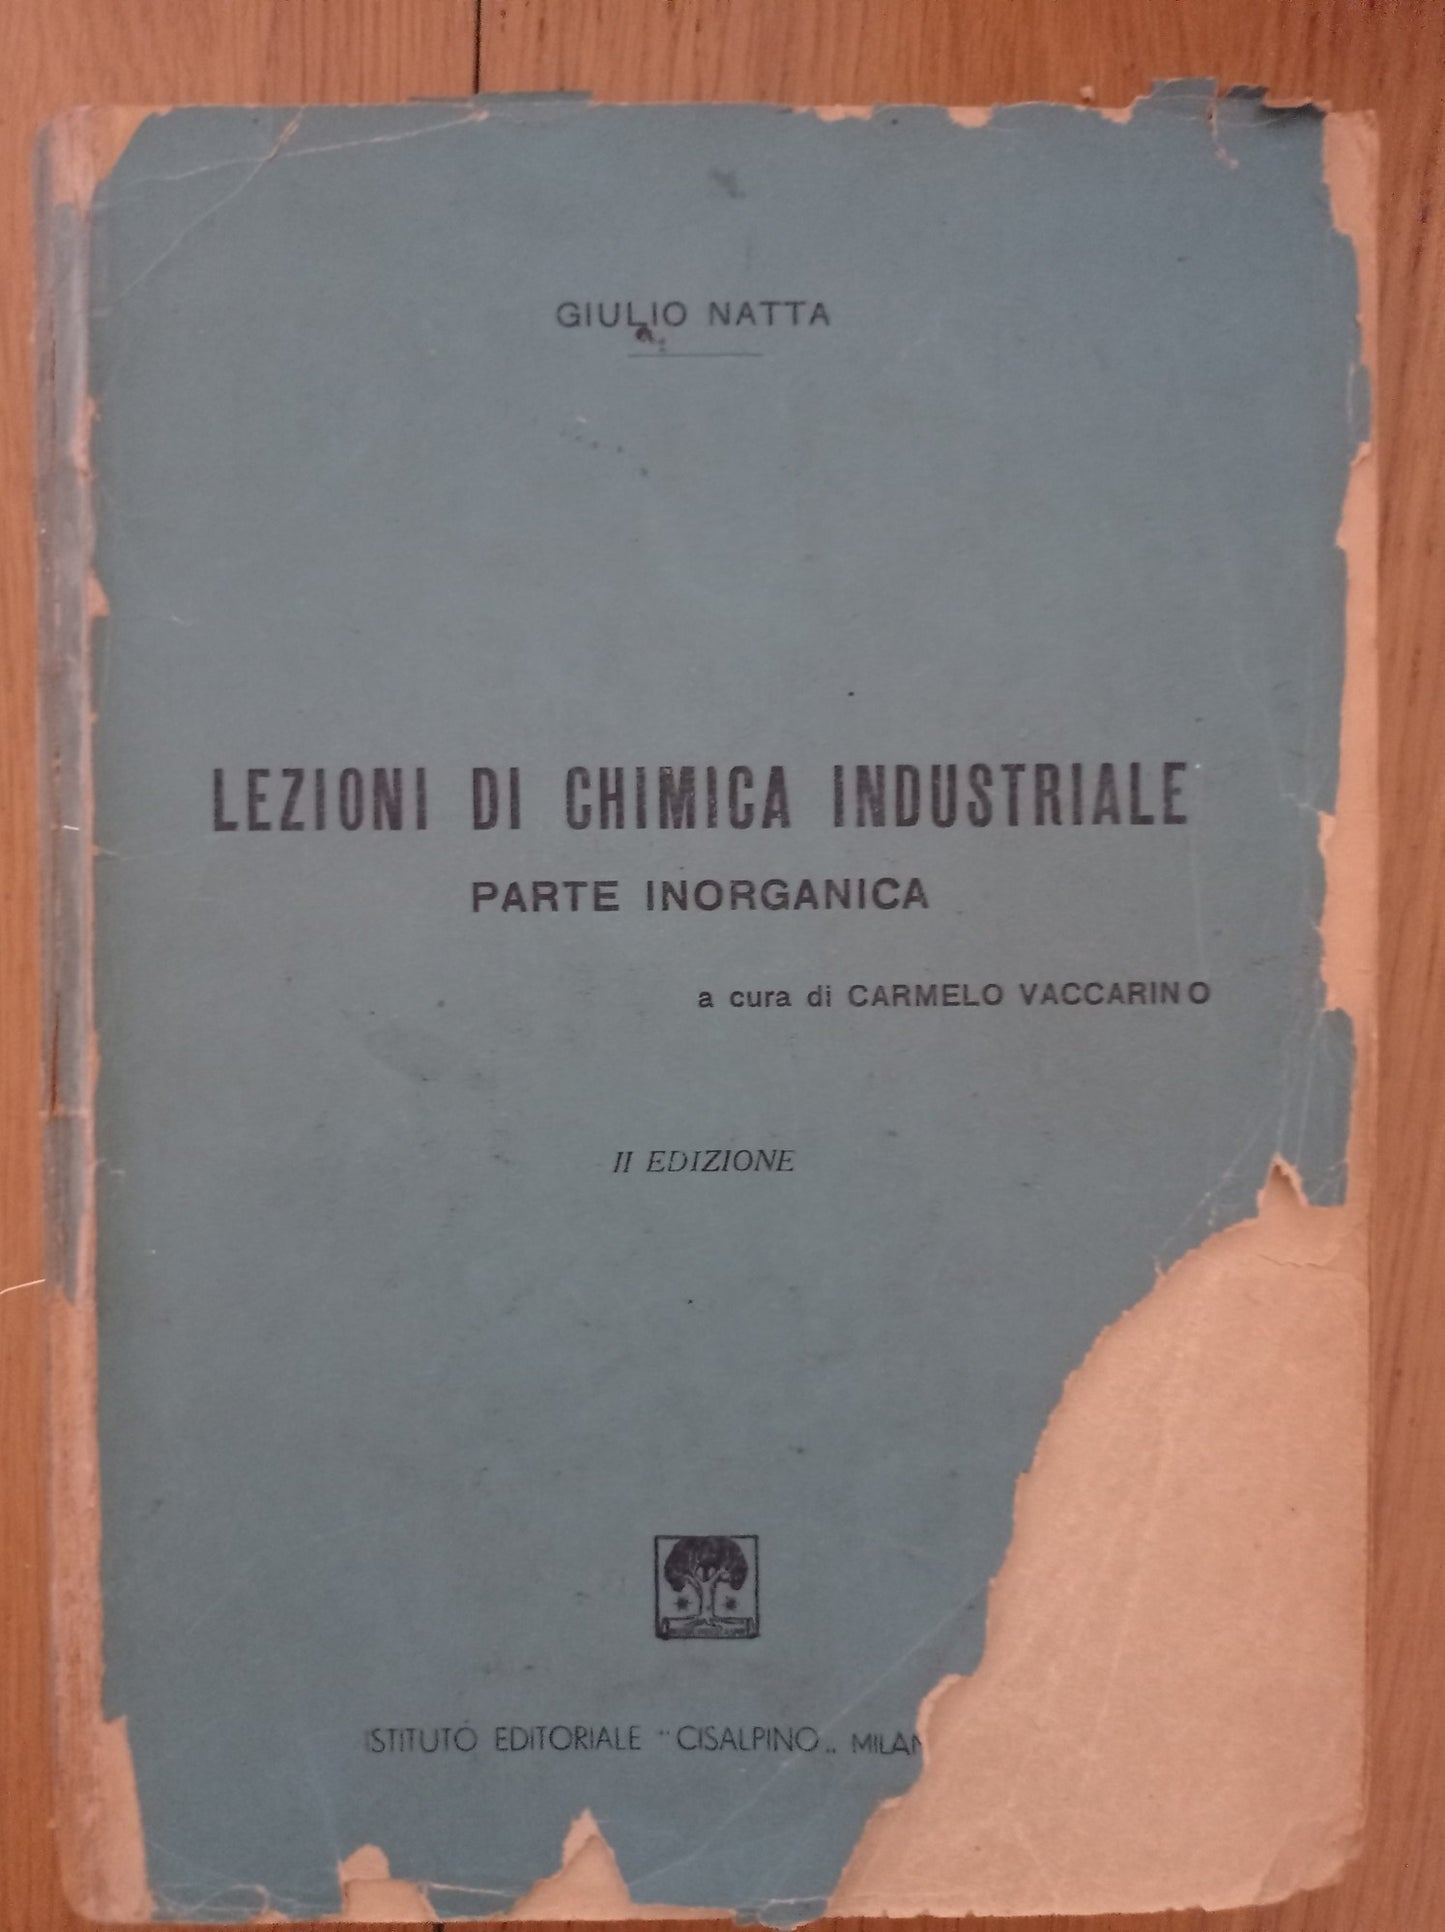 GIULIO NATTA
LEZIONI DI CHIMICA INDUSTRIALE
PARTE INORGANICA
a cura di CARMELO VACCARINO
II EDIZIONE
ISTITUTO EDITORIALE "CISALPINO„ MILAN